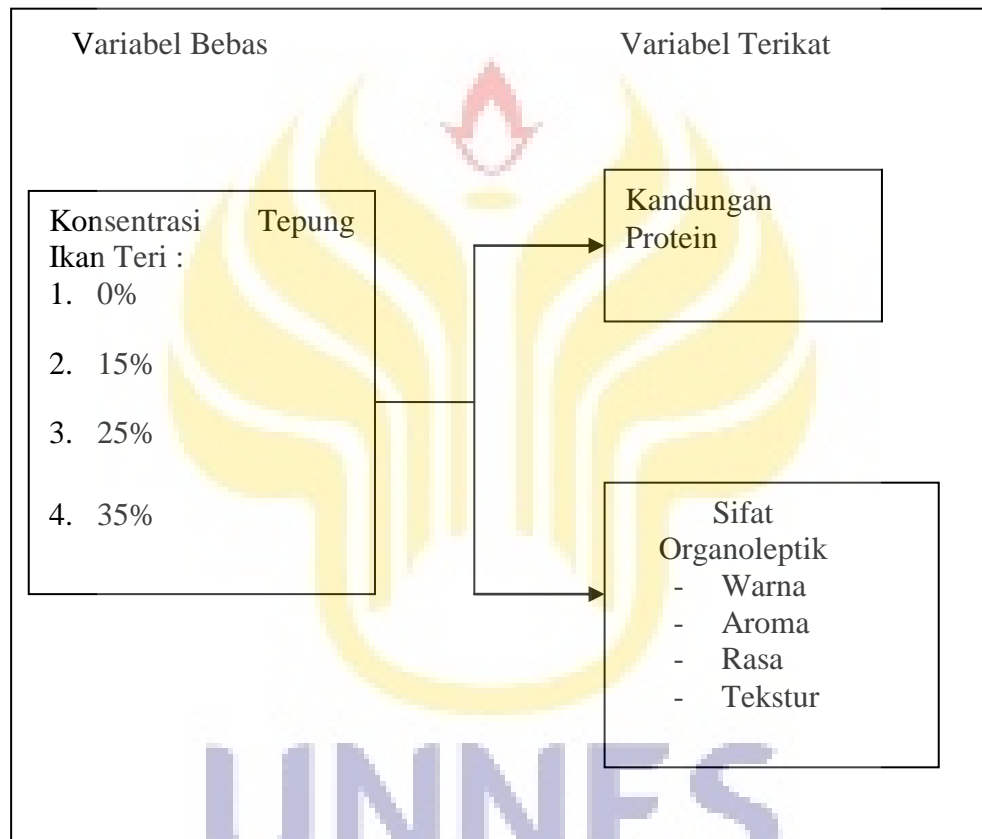 Variabel Bebas
Variabel Terikat
Konsentrasi Tepung
Ikan Teri :
1. 0%
2. 15%
3. 25%
4. 35%
Kandungan
Protein
Sifat
Organoleptik
- Warna
- Aroma
- Rasa
- Tekstur
UNNES